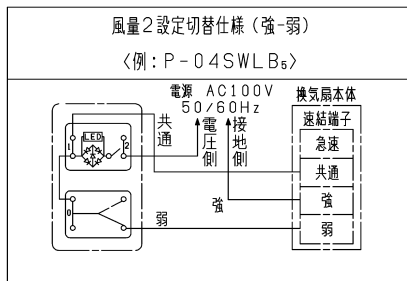 風量2設定切替仕様（強-弱）
〈例：P-04SWLB₅〉
電源 AC100V
50/60Hz
換気扇本体
速結端子
急速
共通
強
弱
共通
電圧側
接地側
LED
1
2
0
強
弱